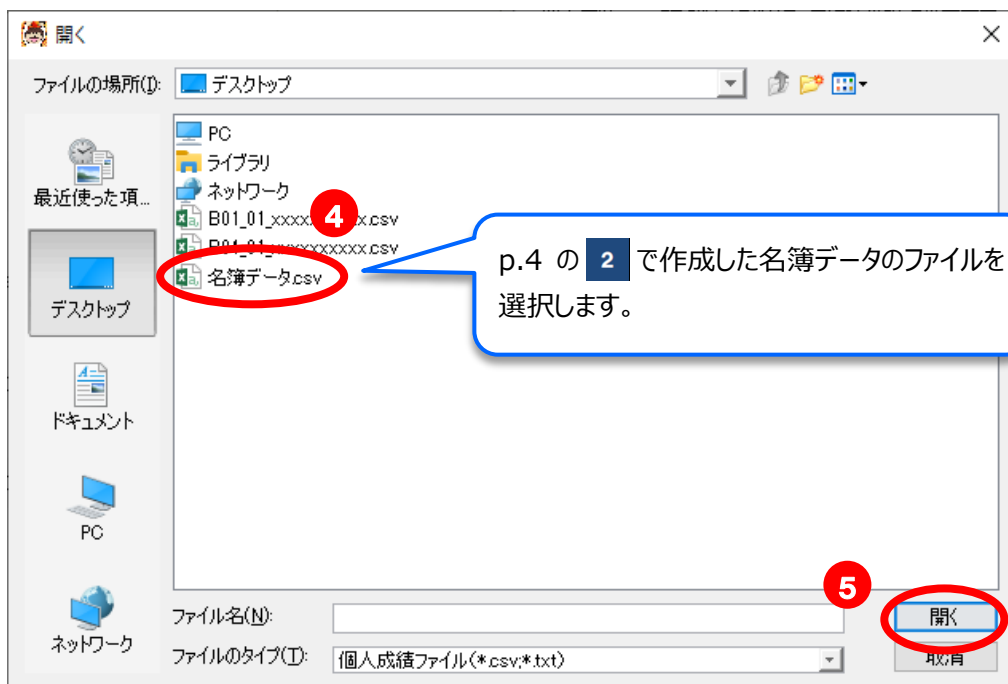 開く
ファイルの場所(I):
デスクトップ
最近使った項...
デスクトップ
ドキュメント
PC
ネットワーク
PC
ライブラリ
ネットワーク
B01_01_xxxx
x.csv
4
B04_01_xxxxxxxxxx.csv
名簿データ.csv
p.4 の 2 で作成した名簿データのファイルを
選択します。
5
ファイル名(N):
開く
ファイルのタイプ(T):
個人成績ファイル(*.csv;*.txt)
取消